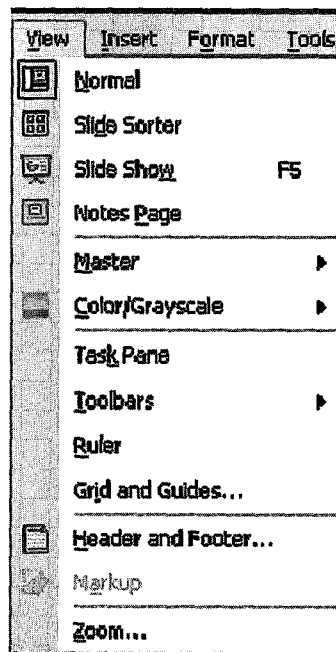 View Insert Format Tools
Normal
Slide Sorter
Slide Show F5
Notes Page
Master
Color/Grayscale
Task Pane
Toolbars
Ruler
Grid and Guides...
Header and Footer...
Markup
Zoom...